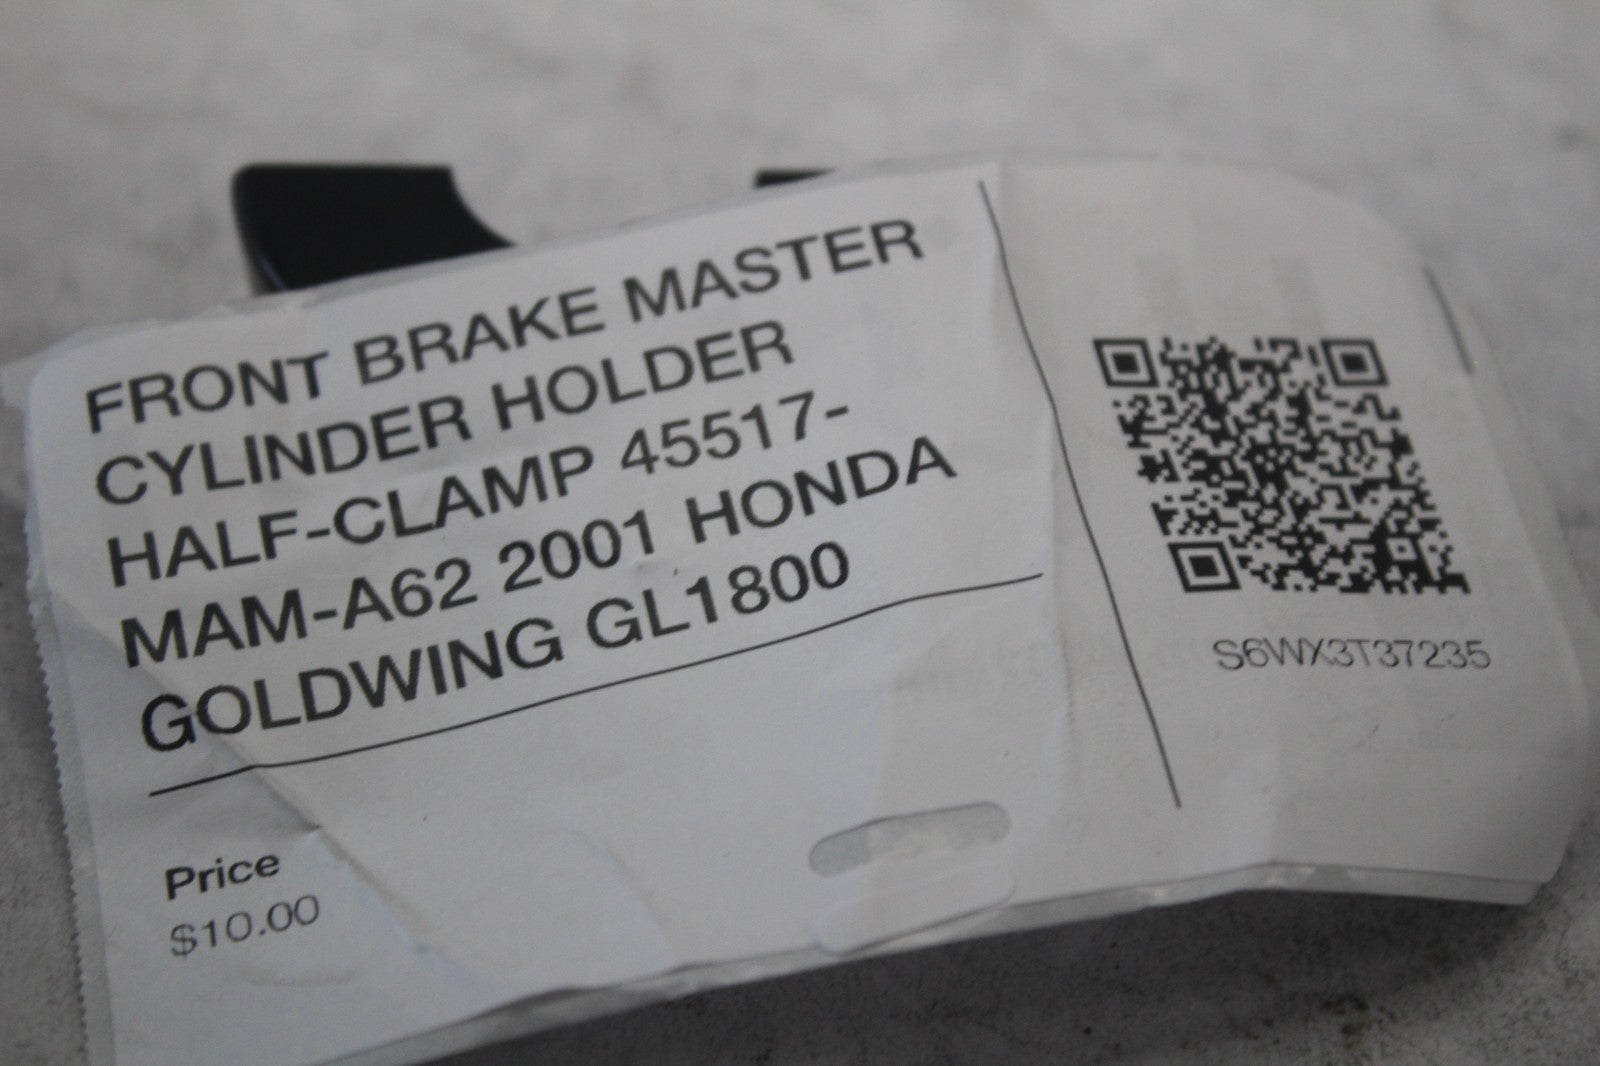 FRONT BRAKE MASTER
CYLINDER HOLDER
HALF-CLAMP 45517-
MAM-A62 2001 HONDA
GOLDWING GL1800
Price
$10.00
S6WX3T37235